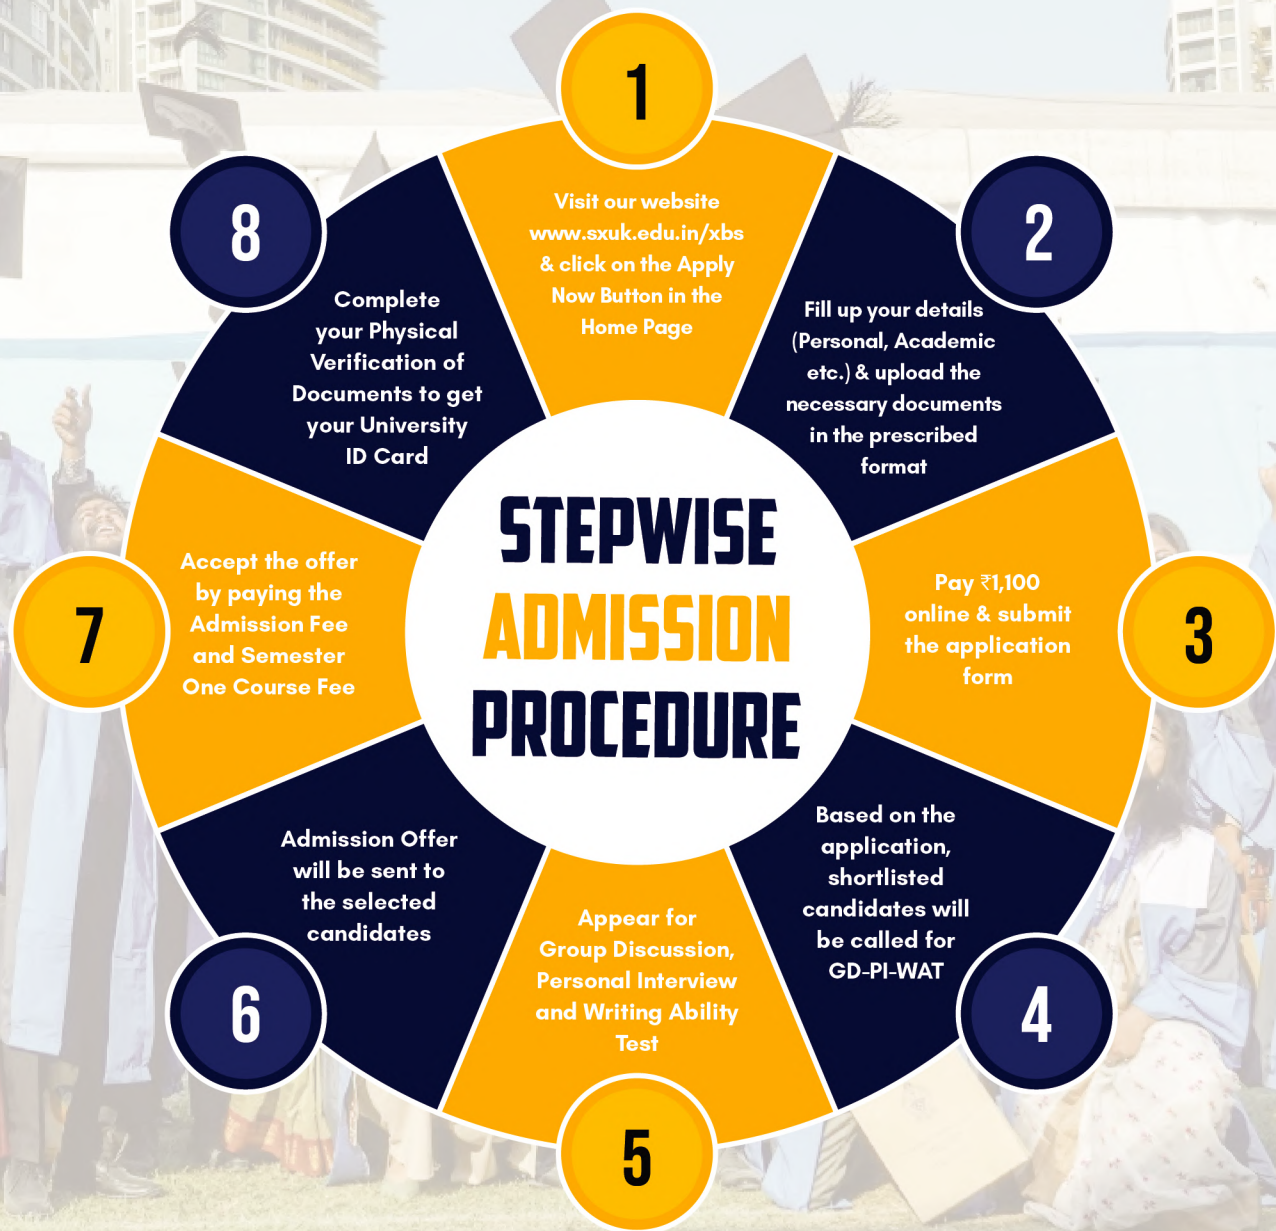 STEPWISE
ADMISSION
PROCEDURE
1
Visit our website
www.sxuk.edu.in/xbs
& click on the Apply
Now Button in the
Home Page
2
Fill up your details
(Personal, Academic
etc.) & upload the
necessary documents
in the prescribed
format
3
Pay ₹1,100
online & submit
the application
form
4
Based on the
application,
shortlisted
candidates will
be called for
GD-PI-WAT
5
Appear for
Group Discussion,
Personal Interview
and Writing Ability
Test
6
Admission Offer
will be sent to
the selected
candidates
7
Accept the offer
by paying the
Admission Fee
and Semester
One Course Fee
8
Complete
your Physical
Verification of
Documents to get
your University
ID Card